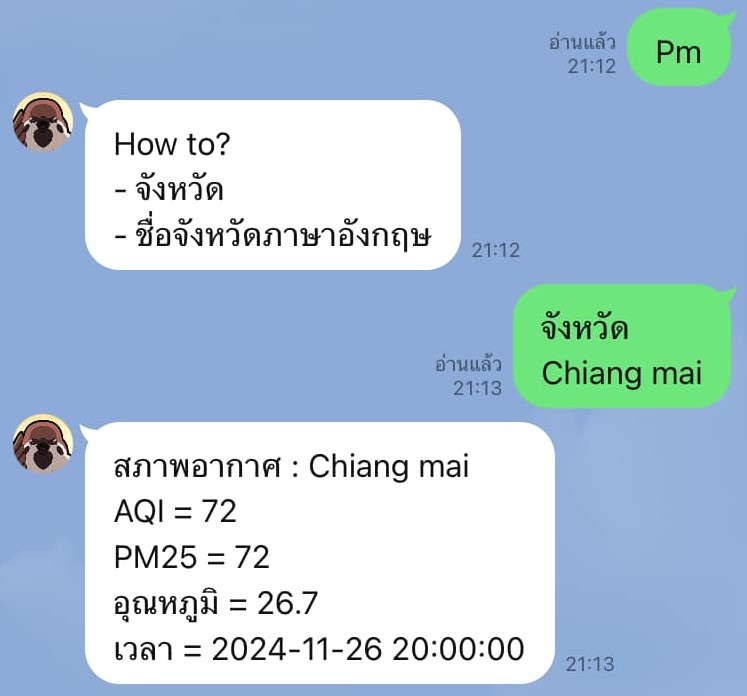 Pm
อ่านแล้ว
21:12
How to?
- จังหวัด
- ชื่อจังหวัดภาษาอังกฤษ
21:12
จังหวัด
Chiang mai
อ่านแล้ว
21:13
สภาพอากาศ : Chiang mai
AQI = 72
PM25 = 72
อุณหภูมิ = 26.7
เวลา = 2024-11-26 20:00:00
21:13